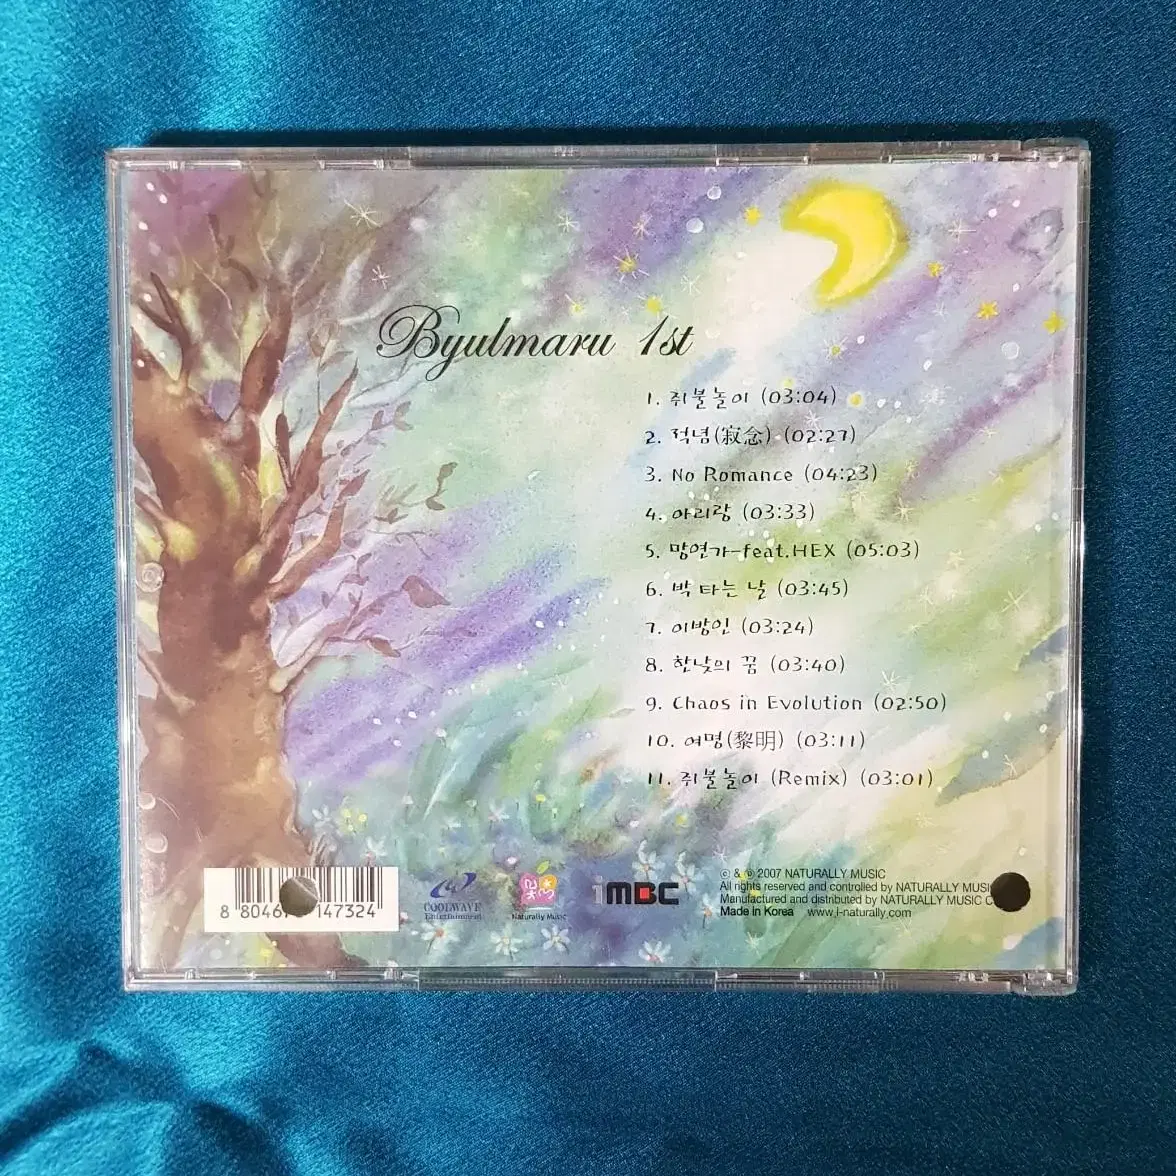 Byulmaru 1st
1. 쥐불놀이 (03:04)
2. 적념(寂念) (02:27)
3. No Romance (04:23)
4. 아리랑 (03:33)
5. 망연가-feat.HEX (05:03)
6. 박 타는 날 (03:45)
7. 이방인 (03:24)
8. 한낮의 꿈 (03:40)
9. Chaos in Evolution (02:50)
10. 여명(黎明) (03:11)
11. 쥐불놀이 (Remix) (03:01)
8 8046 147324
COOLWAVE
Entertainment
Naturally Music
iMBC
© & ℗ 2007 NATURALLY MUSIC
All rights reserved and controlled by NATURALLY MUSIC
Manufactured and distributed by NATURALLY MUSIC C
Made in Korea www.i-naturally.com